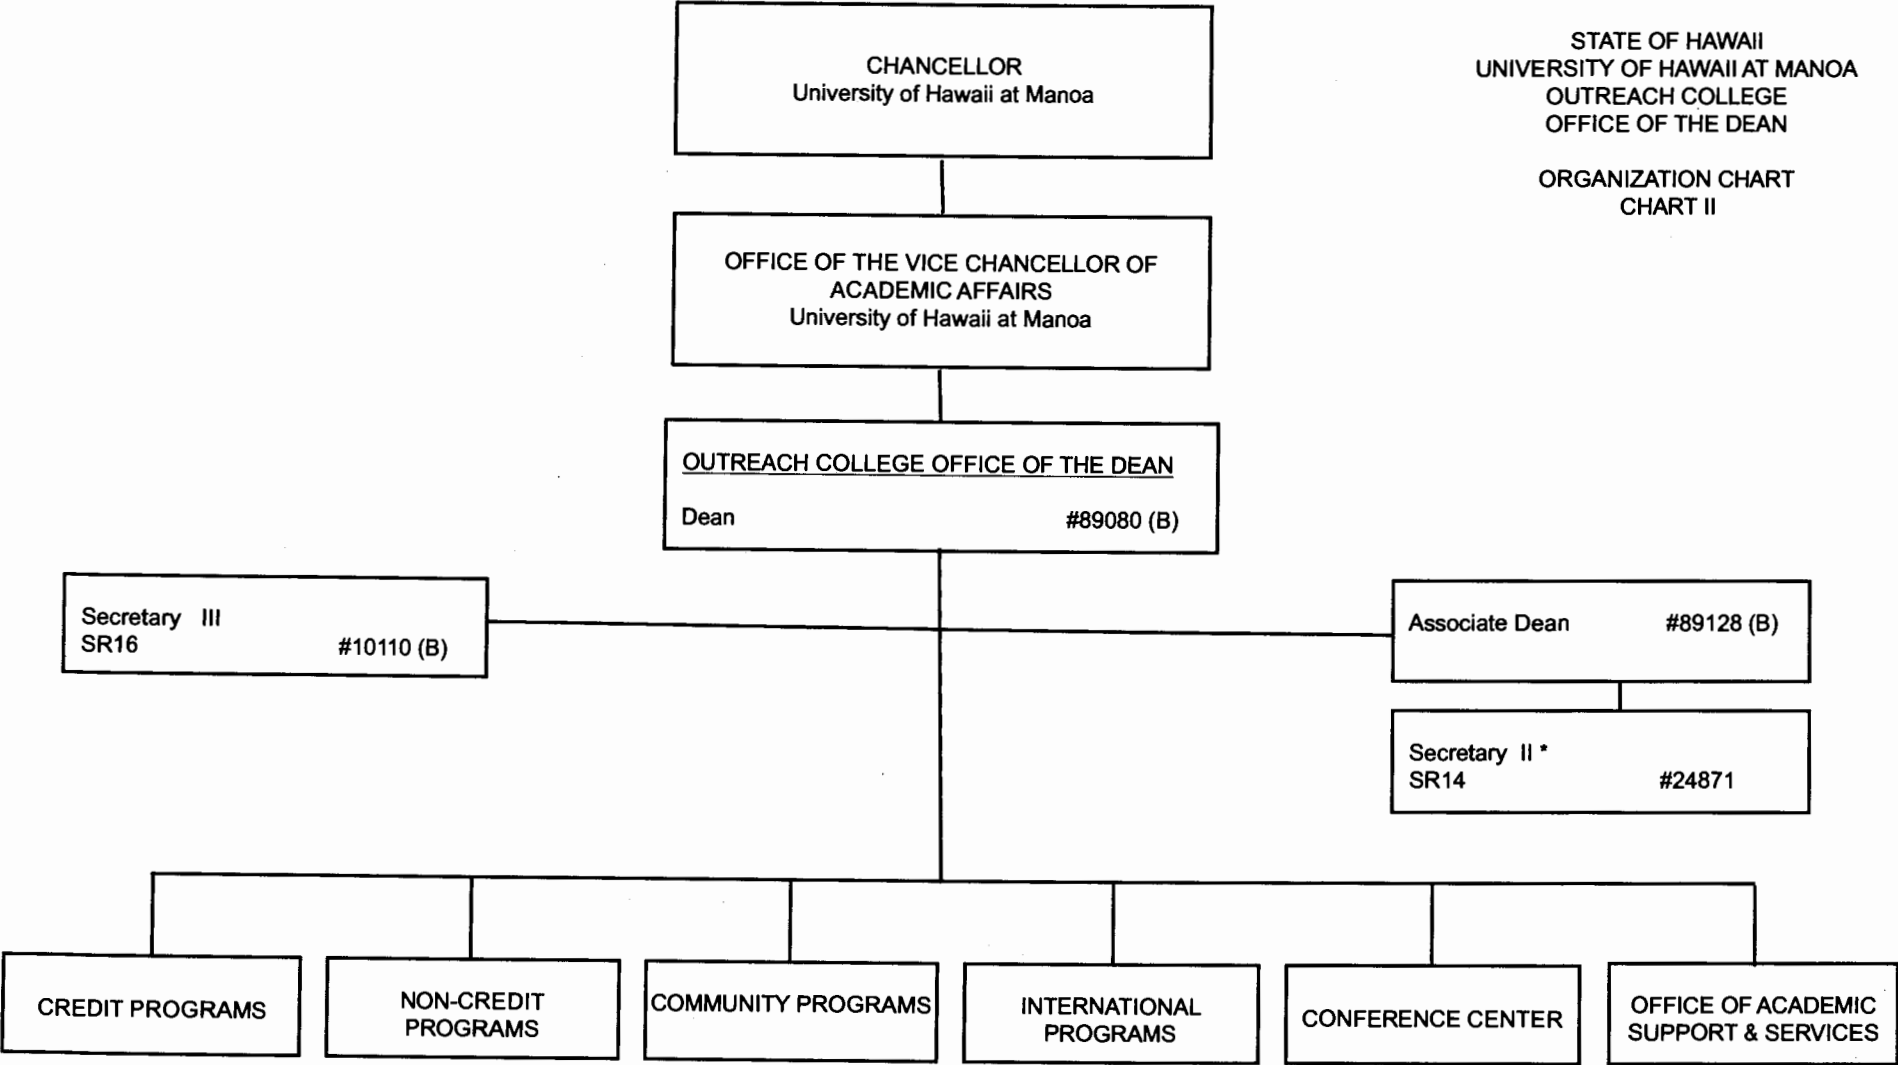 STATE OF HAWAII
UNIVERSITY OF HAWAII AT MANOA
OUTREACH COLLEGE
OFFICE OF THE DEAN
ORGANIZATION CHART
CHART II
CHANCELLOR
University of Hawaii at Manoa
OFFICE OF THE VICE CHANCELLOR OF
ACADEMIC AFFAIRS
University of Hawaii at Manoa
OUTREACH COLLEGE OFFICE OF THE DEAN
Dean #89080 (B)
Secretary III
SR16 #10110 (B)
Associate Dean #89128 (B)
Secretary II *
SR14 #24871
CREDIT PROGRAMS
NON-CREDIT
PROGRAMS
COMMUNITY PROGRAMS
INTERNATIONAL
PROGRAMS
CONFERENCE CENTER
OFFICE OF ACADEMIC
SUPPORT & SERVICES